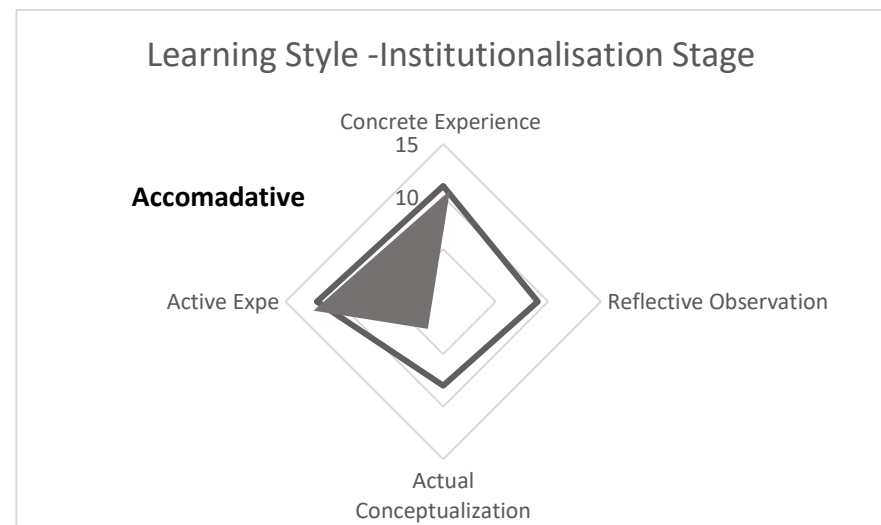 Learning Style -Institutionalisation Stage
Concrete Experience
15
Accomadative
10
Active Expe
Reflective Observation
Actual
Conceptualization